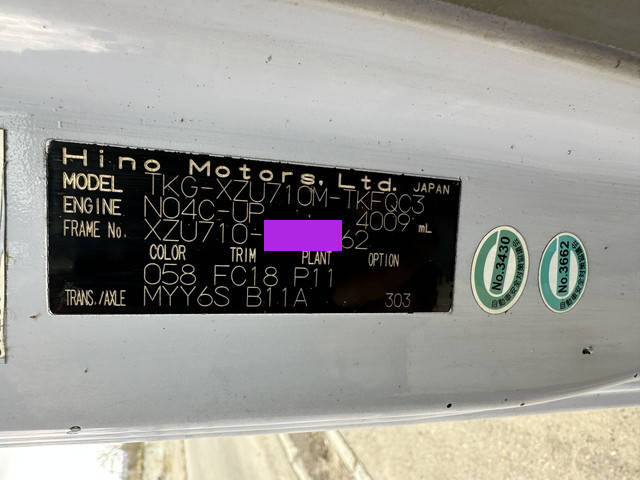 Hino Motors, Ltd. JAPAN
MODEL TKG-XZU710M-TKFQC3
ENGINE N04C-UP 4009 mL
FRAME No. XZU710- 62
COLOR TRIM PLANT OPTION
058 FC18 P11
TRANS./AXLE MYY6S B11A 303
No.3430
No.3662